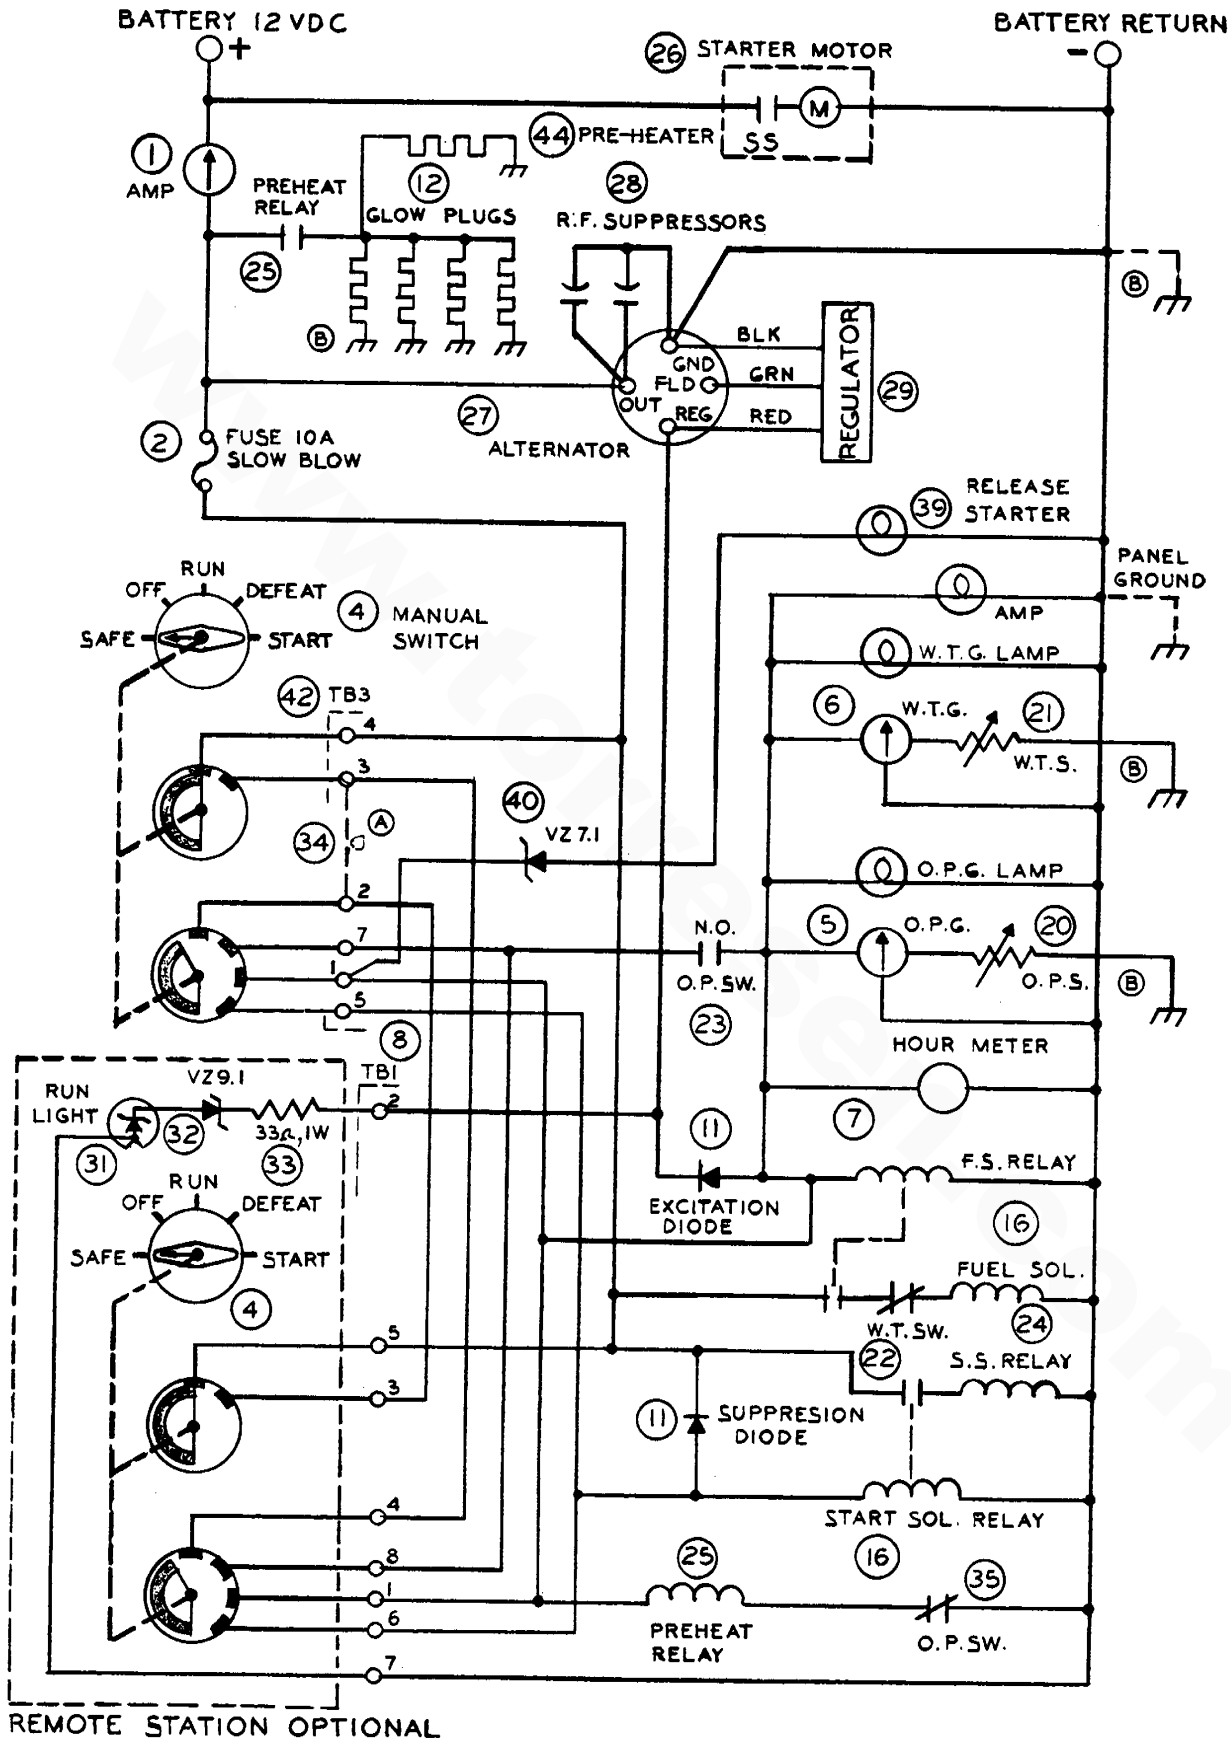 BATTERY 12 VDC
+
BATTERY RETURN
-
26 STARTER MOTOR
M
SS
1
AMP
44 PRE-HEATER
12
PREHEAT
RELAY
GLOW PLUGS
25
B
28
R.F. SUPPRESSORS
B
BLK
GND
FLD
GRN
OUT
REG
RED
REGULATOR
29
27
ALTERNATOR
2
FUSE 10A
SLOW BLOW
39
RELEASE
STARTER
PANEL
GROUND
AMP
OFF
RUN
DEFEAT
SAFE
START
4 MANUAL
SWITCH
W.T.G. LAMP
42 TB3
4
6
W.T.G.
21
W.T.S.
B
3
40
VZ7.1
34
A
2
O.P.G. LAMP
7
N.O.
O.P.SW.
23
5
O.P.G.
20
O.P.S.
B
1
5
8
HOUR METER
7
VZ9.1
TB1
RUN
LIGHT
2
31
32
33Ω, 1W
33
11
EXCITATION
DIODE
F.S. RELAY
16
OFF
RUN
DEFEAT
SAFE
START
4
FUEL SOL.
24
W.T. SW.
22
5
S.S. RELAY
3
11
SUPPRESION
DIODE
4
START SOL. RELAY
16
8
25
35
1
PREHEAT
RELAY
O.P.SW.
6
7
REMOTE STATION OPTIONAL
www.torresen.com